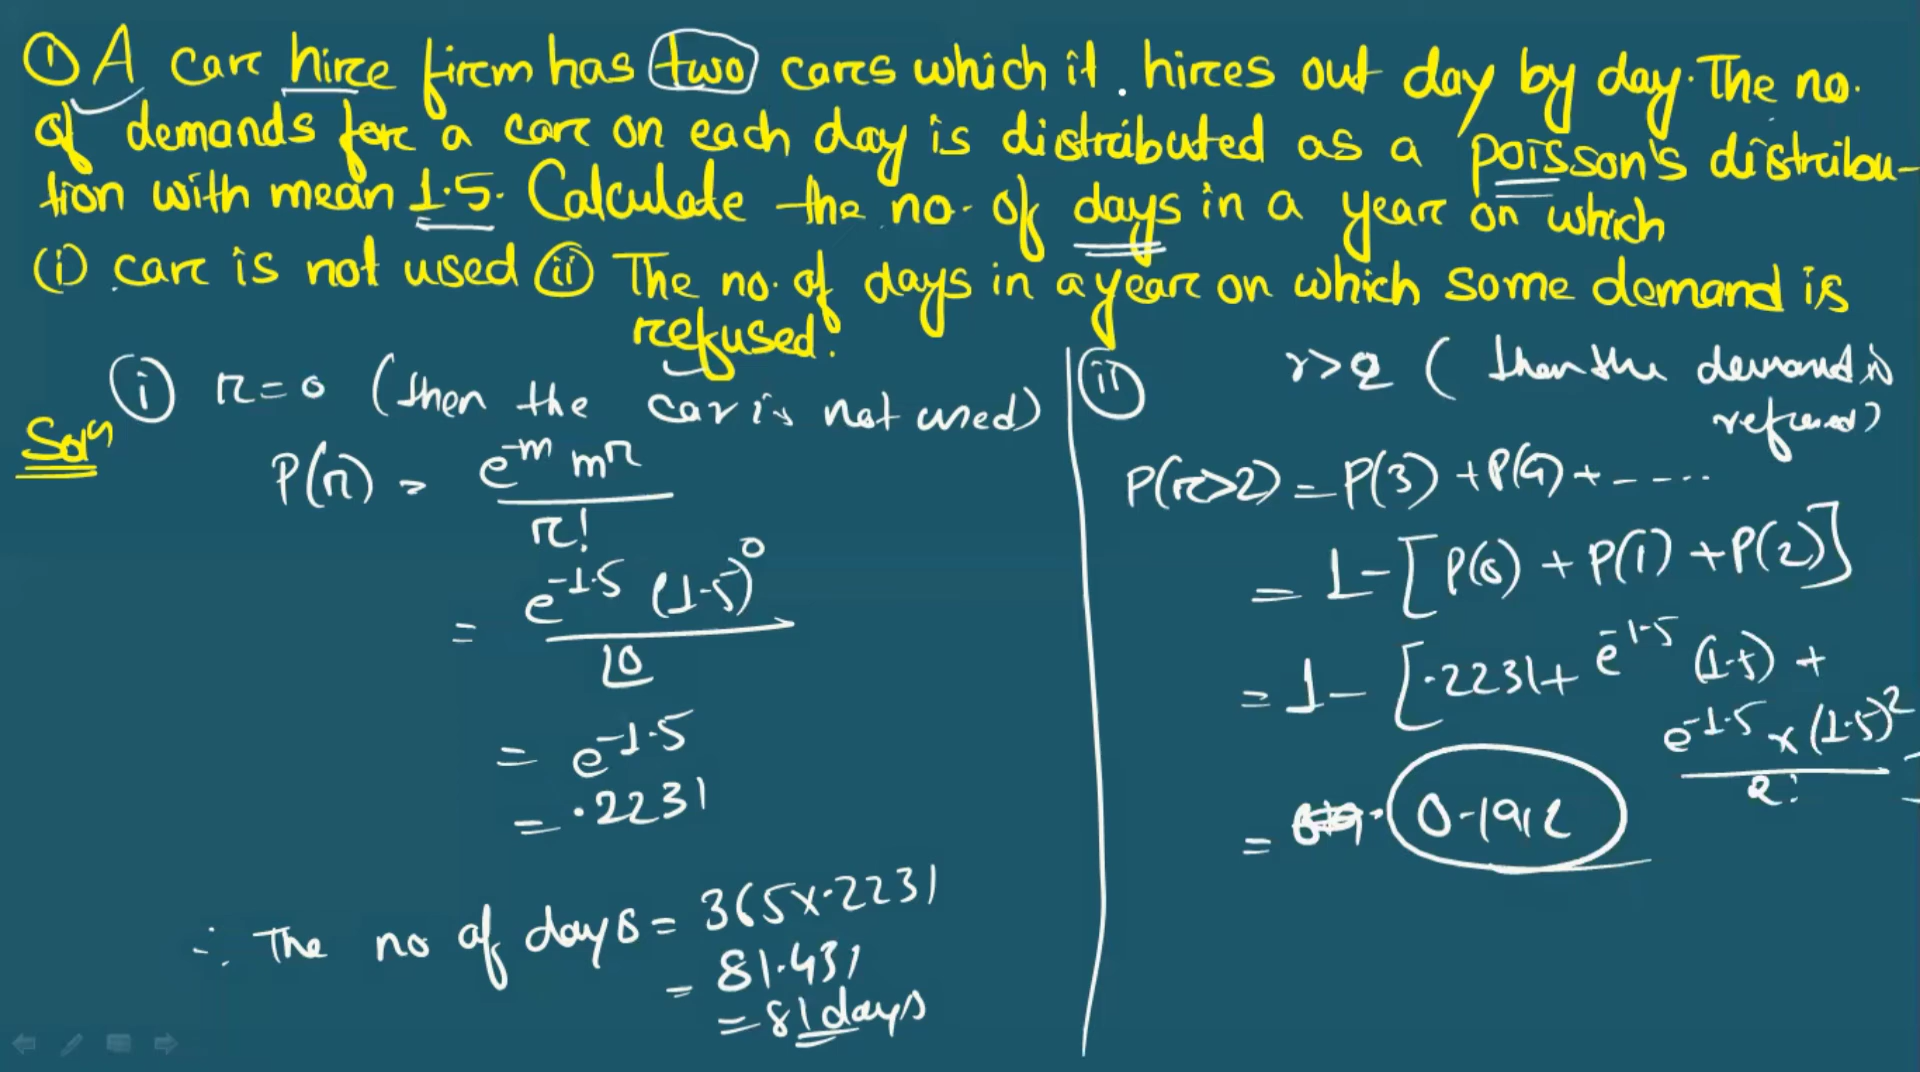 ① A car hire firm has two cars which it hires out day by day. The no.
of demands for a car on each day is distributed as a poisson's distribu-
tion with mean 1.5. Calculate the no. of days in a year on which
(i) car is not used (ii) The no. of days in a year on which some demand is
refused.
Solⁿ (i) r=0 (then the car is not used)
P(r) = e^-m m^r / r!
= e^-1.5 (1.5)^0 / |0
= e^-1.5
= .2231
∴ The no of days = 365x.2231
= 81.431
= 81 days
(ii) r>2 (then the demand is
refused)
P(r>2) = P(3) + P(4) + - - - ..
= 1 - [P(0) + P(1) + P(2)]
= 1 - [.2231 + e^-1.5 (1.5) +
e^-1.5 x (1.5)^2 / 2!
= 0.1912